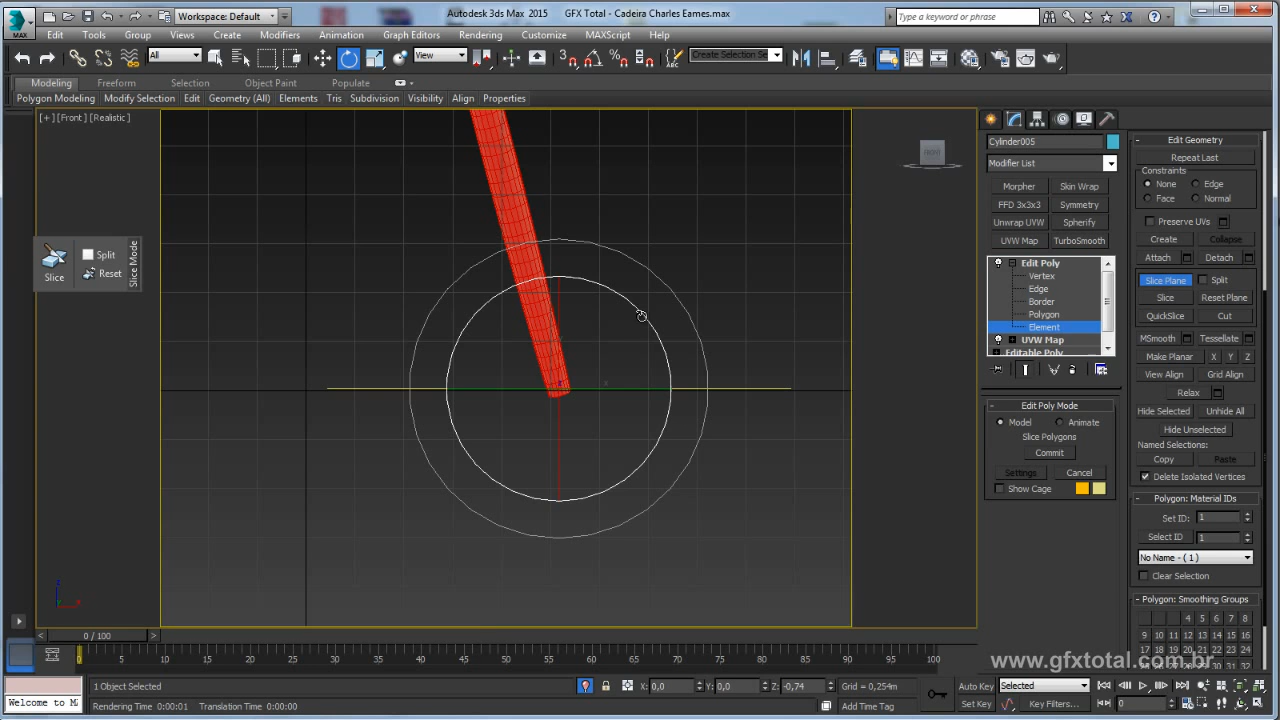 MAX Workspace: Default Autodesk 3ds Max 2015 GFX Total - Cadeira Charles Eames.max Type a keyword or phrase
Edit Tools Group Views Create Modifiers Animation Graph Editors Rendering Customize MAXScript Help
All View Create Selection Se
Modeling Freeform Selection Object Paint Populate
Polygon Modeling Modify Selection Edit Geometry (All) Elements Tris Subdivision Visibility Align Properties
[+] [Front] [Realistic]
Slice
Split
Reset
Slice Mode
Cylinder005
Modifier List
Morpher Skin Wrap
FFD 3x3x3 Symmetry
Unwrap UVW Spherify
UVW Map TurboSmooth
Edit Poly
Vertex
Edge
Border
Polygon
Element
UVW Map
Editable Poly
Edit Poly Mode
Model Animate
Slice Polygons
Commit
Settings Cancel
Show Cage
Edit Geometry
Repeat Last
Constraints
None Edge
Face Normal
Preserve UVs
Create Collapse
Attach Detach
Slice Plane Split
Slice Reset Plane
QuickSlice Cut
MSmooth Tessellate
Make Planar X Y Z
View Align Grid Align
Relax
Hide Selected Unhide All
Hide Unselected
Named Selections:
Copy Paste
Delete Isolated Vertices
Polygon: Material IDs
Set ID: 1
Select ID 1
No Name - ( 1 )
Clear Selection
Polygon: Smoothing Groups
4 5 6 7 8
9 10 11 12 13 14 15 16
17 18 19 20 21 22 23 24
0 / 100
0 5 10 15 20 25 30 35 40 45 50 55 60 65 70 75 80 85 90 95 100
www.gfxtotal.com.br
1 Object Selected X: 0,0 Y: 0,0 Z: -0,74 Grid = 0,254m Auto Key Selected
Welcome to M Rendering Time 0:00:01 Translation Time 0:00:00 Add Time Tag Set Key Key Filters... 0